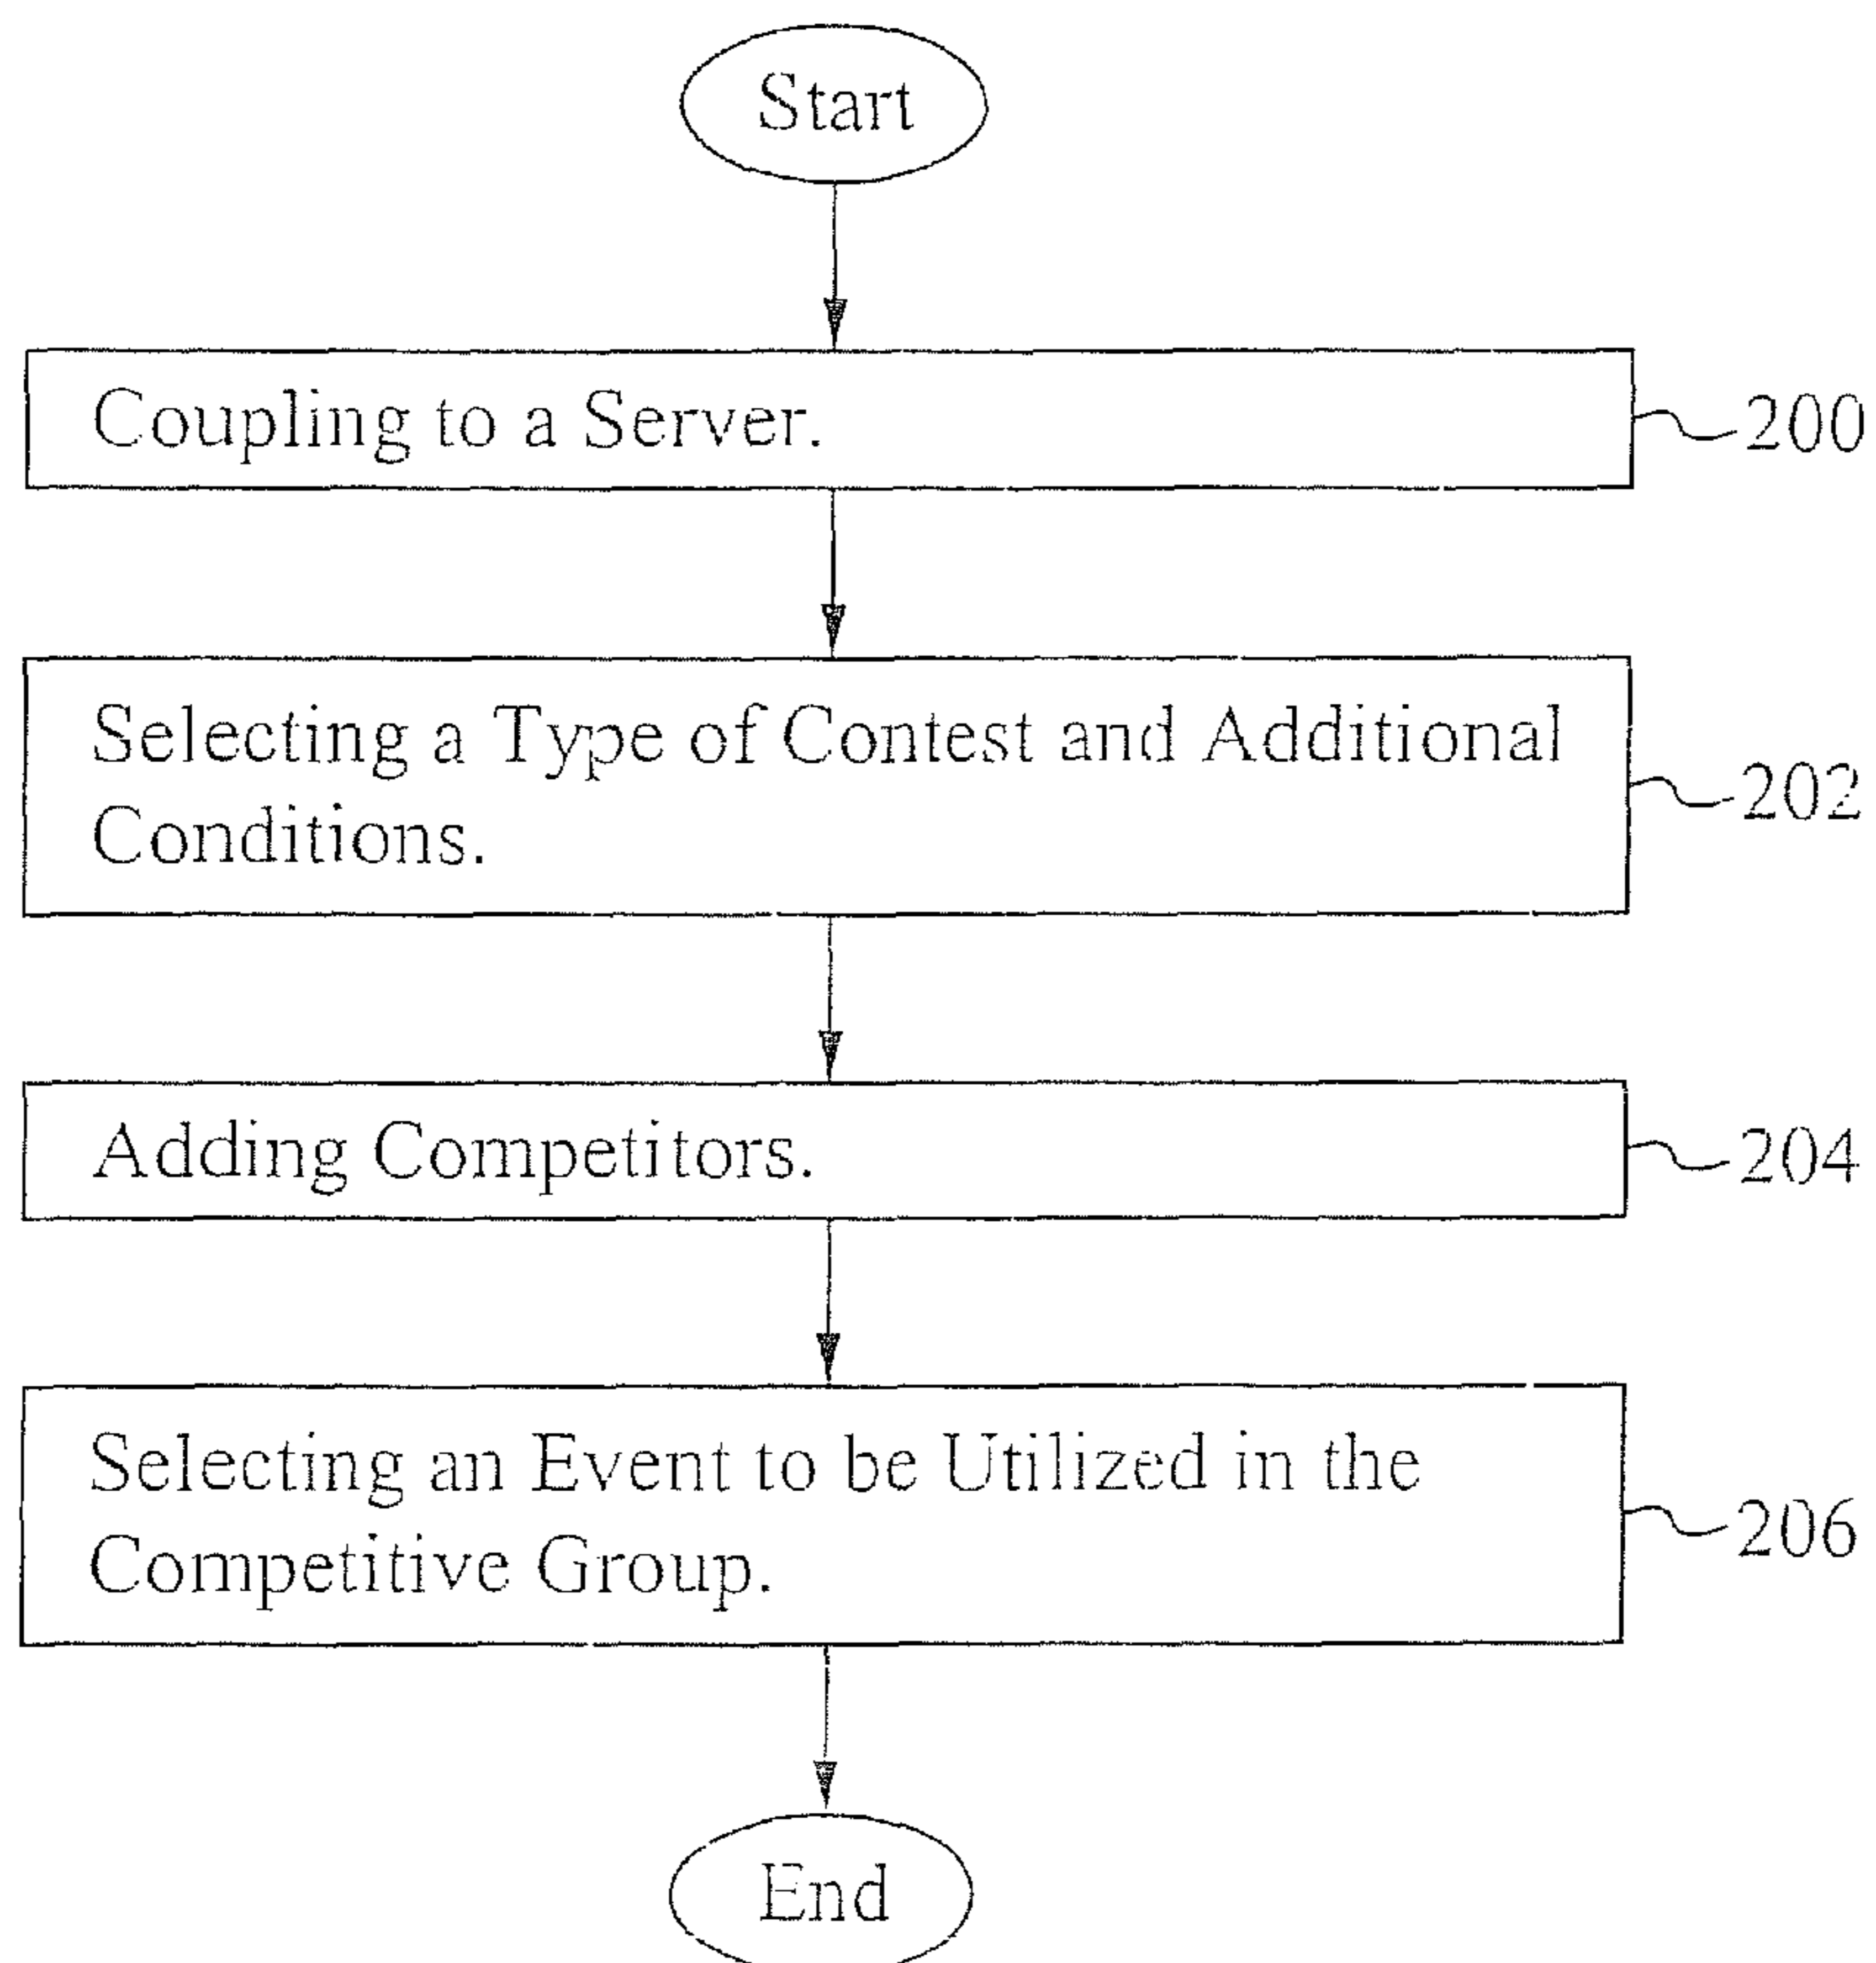 Start
Coupling to a Server.
200
Selecting a Type of Contest and Additional
Conditions.
202
Adding Competitors.
204
Selecting an Event to be Utilized in the
Competitive Group.
206
End